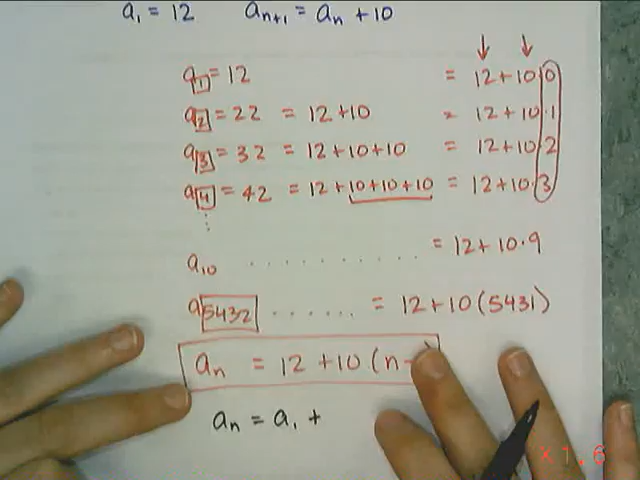 a₁ = 12 aₙ₊₁ = aₙ + 10
a₁ = 12 = 12 + 10·0
a₂ = 22 = 12 + 10 = 12 + 10·1
a₃ = 32 = 12 + 10 + 10 = 12 + 10·2
a₄ = 42 = 12 + 10 + 10 + 10 = 12 + 10·3
⋮
a₁₀ .......... = 12 + 10·9
a₅₄₃₂ ...... = 12 + 10(5431)
aₙ = 12 + 10(n-
aₙ = a₁ +
×1.6